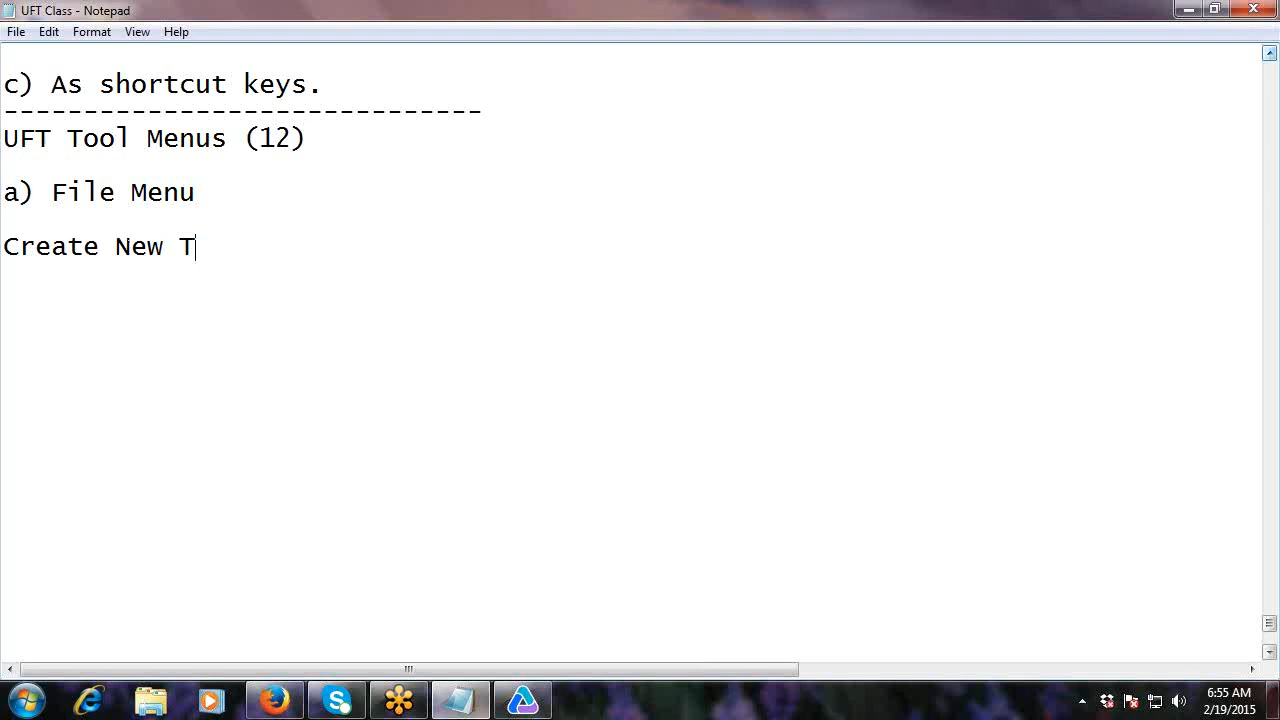 UFT Class - Notepad
File Edit Format View Help
c) As shortcut keys.
------------------------------
UFT Tool Menus (12)
a) File Menu
Create New T
6:55 AM
2/19/2015